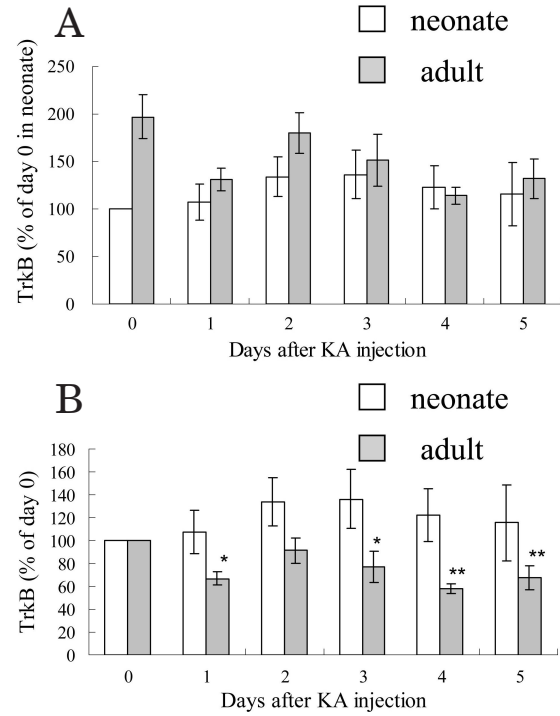 A
neonate
adult
TrkB (% of day 0 in neonate)
250
200
150
100
50
0
0 1 2 3 4 5
Days after KA injection
B
neonate
adult
TrkB (% of day 0)
180
160
140
120
100
80
60
40
20
0
* * ** **
0 1 2 3 4 5
Days after KA injection